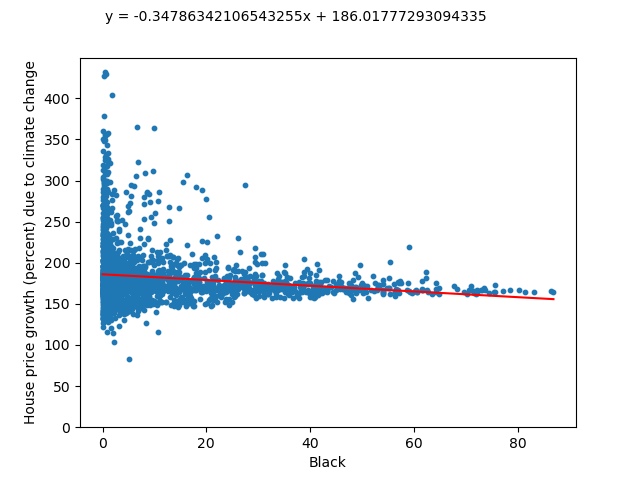 y = -0.34786342106543255x + 186.01777293094335
House price growth (percent) due to climate change
400
350
300
250
200
150
100
50
0
0 20 40 60 80
Black